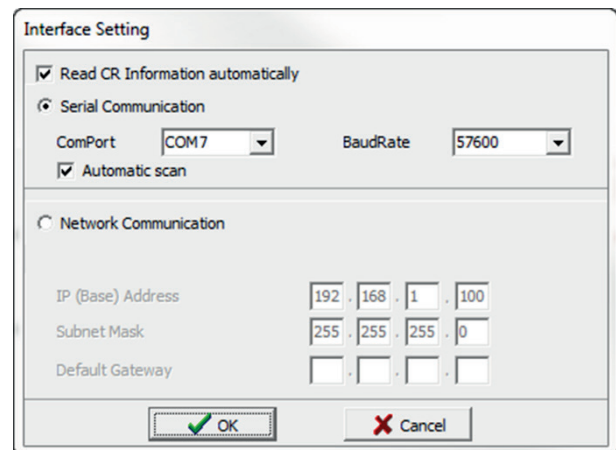 Interface Setting
Read CR Information automatically
Serial Communication
ComPort COM7 BaudRate 57600
Automatic scan
Network Communication
IP (Base) Address 192 . 168 . 1 . 100
Subnet Mask 255 . 255 . 255 . 0
Default Gateway . . .
OK Cancel